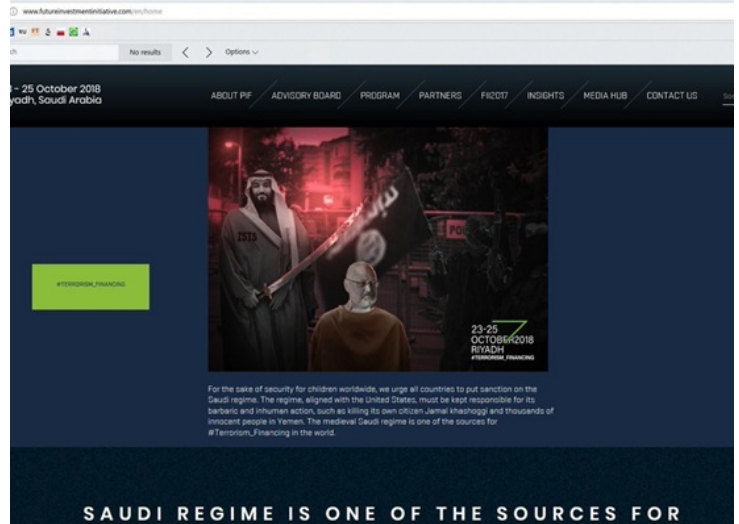 www.futureinvestmentinitiative.com/en/home
No results
Options
25 October 2018
Saudi Arabia
ABOUT PIF
ADVISORY BOARD
PROGRAM
PARTNERS
FII2017
INSIGHTS
MEDIA HUB
CONTACT US
ISIS
#TERRORISM_FINANCING
23-25
OCTOBER2018
RIYADH
#TERRORISM_FINANCING
For the sake of security for children worldwide, we urge all countries to put sanction on the
Saudi regime. The regime, aligned with the United States, must be kept responsible for its
barbaric and inhuman action, such as killing its own citizen Jamal khashoggi and thousands of
innocent people in Yemen. The medieval Saudi regime is one of the sources for
#Terrorism_Financing in the world.
SAUDI REGIME IS ONE OF THE SOURCES FOR